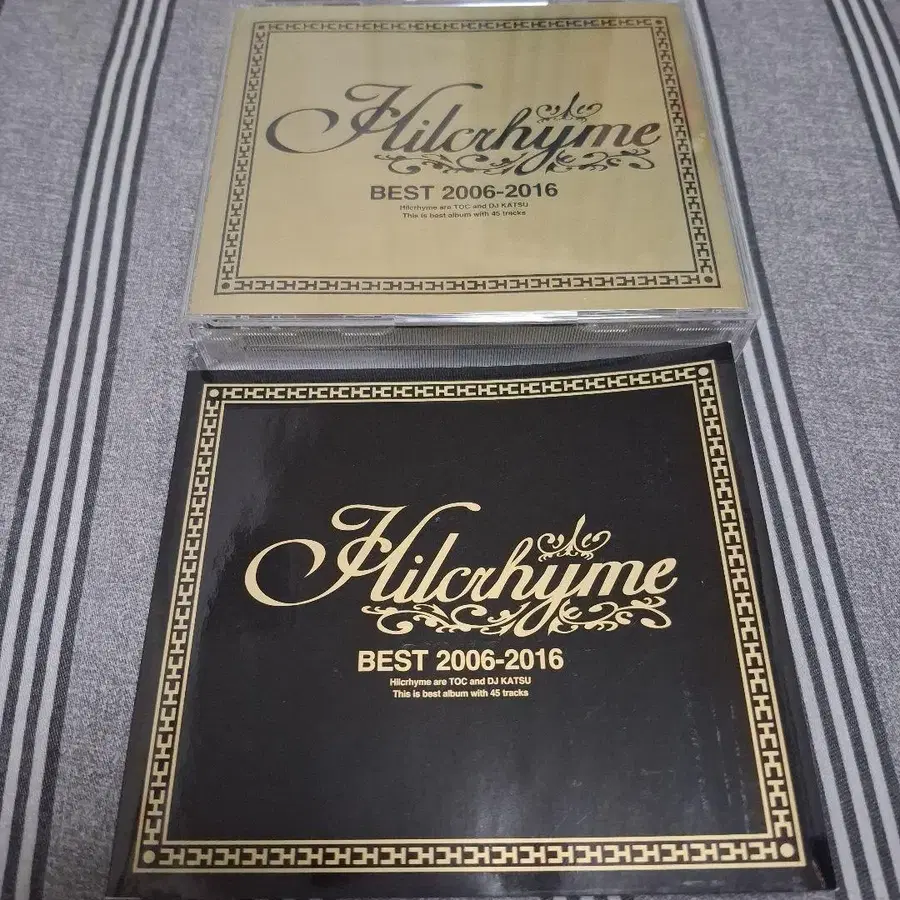 Hilcrhyme
BEST 2006-2016
Hilcrhyme are TOC and DJ KATSU
This is best album with 45 tracks
Hilcrhyme
BEST 2006-2016
Hilcrhyme are TOC and DJ KATSU
This is best album with 45 tracks